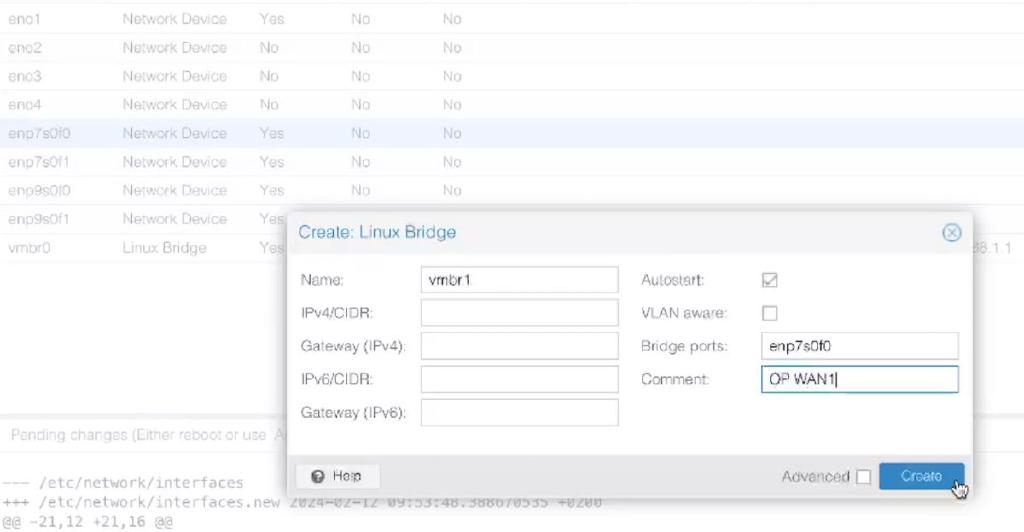 eno1 Network Device Yes No No
eno2 Network Device No No No
eno3 Network Device No No No
eno4 Network Device No No No
enp7s0f0 Network Device Yes No No
enp7s0f1 Network Device Yes No No
enp9s0f0 Network Device Yes No No
enp9s0f1 Network Device Yes
vmbr0 Linux Bridge Yes 68.1.1
Create: Linux Bridge
Name: vmbr1 Autostart:
IPv4/CIDR: VLAN aware:
Gateway (IPv4): Bridge ports: enp7s0f0
IPv6/CIDR: Comment: OP WAN1
Gateway (IPv6):
Help Advanced Create
Pending changes (Either reboot or use
--- /etc/network/interfaces
+++ /etc/network/interfaces.new 2024-02-12 09:53:48.388670535 +0200
@@ -21,12 +21,16 @@